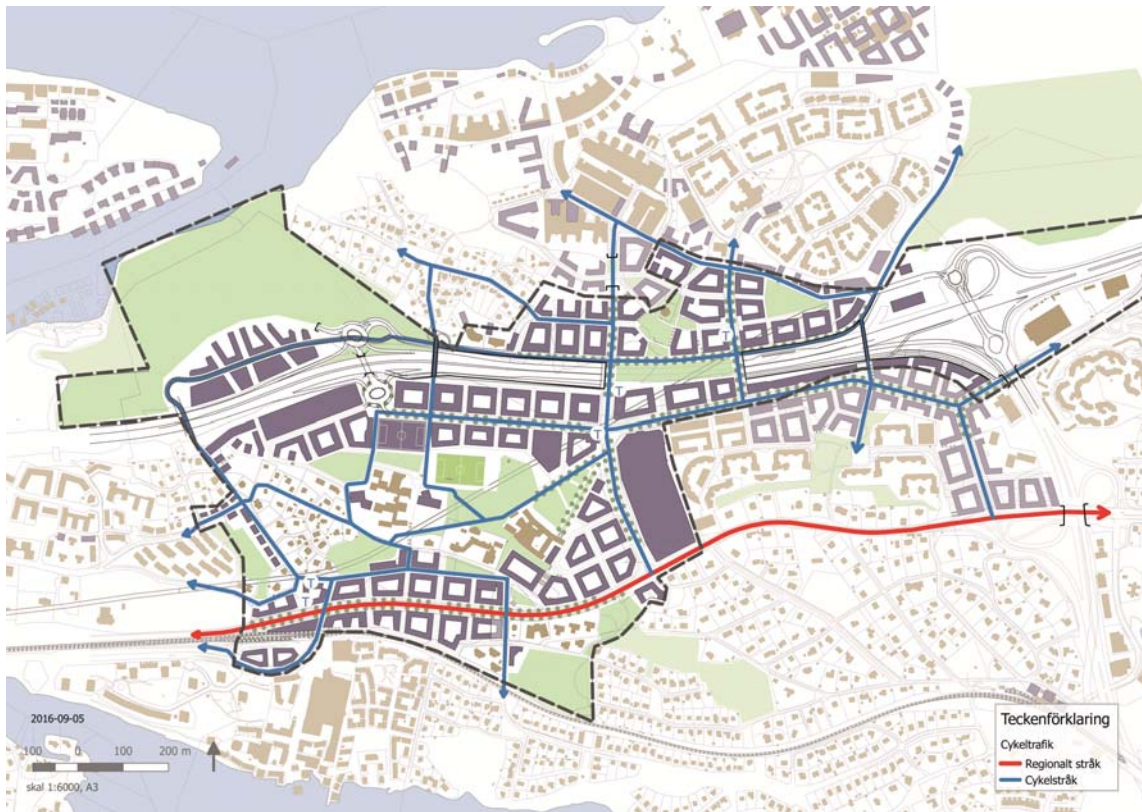 T
T
T
T
T
2016-09-05
100 0 100 200 m
skal 1:6000, A3
Teckenförklaring
Cykeltrafik
Regionalt stråk
Cykelstråk